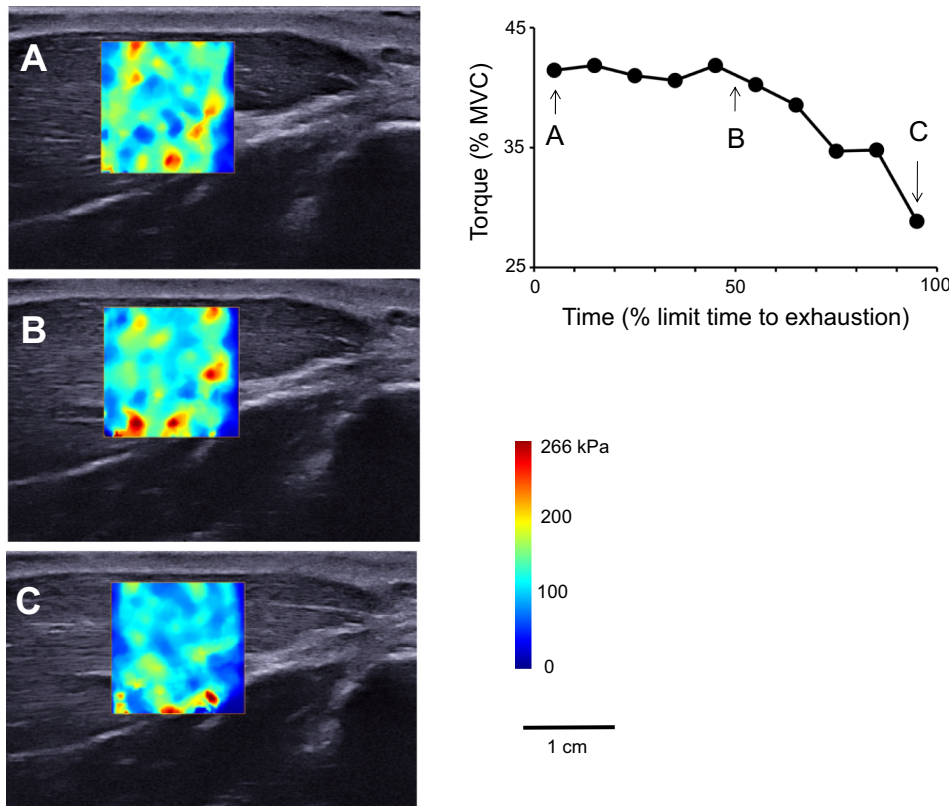 A
B
C
45
35
25
Torque (% MVC)
A
B
C
0
50
100
Time (% limit time to exhaustion)
266 kPa
200
100
0
1 cm